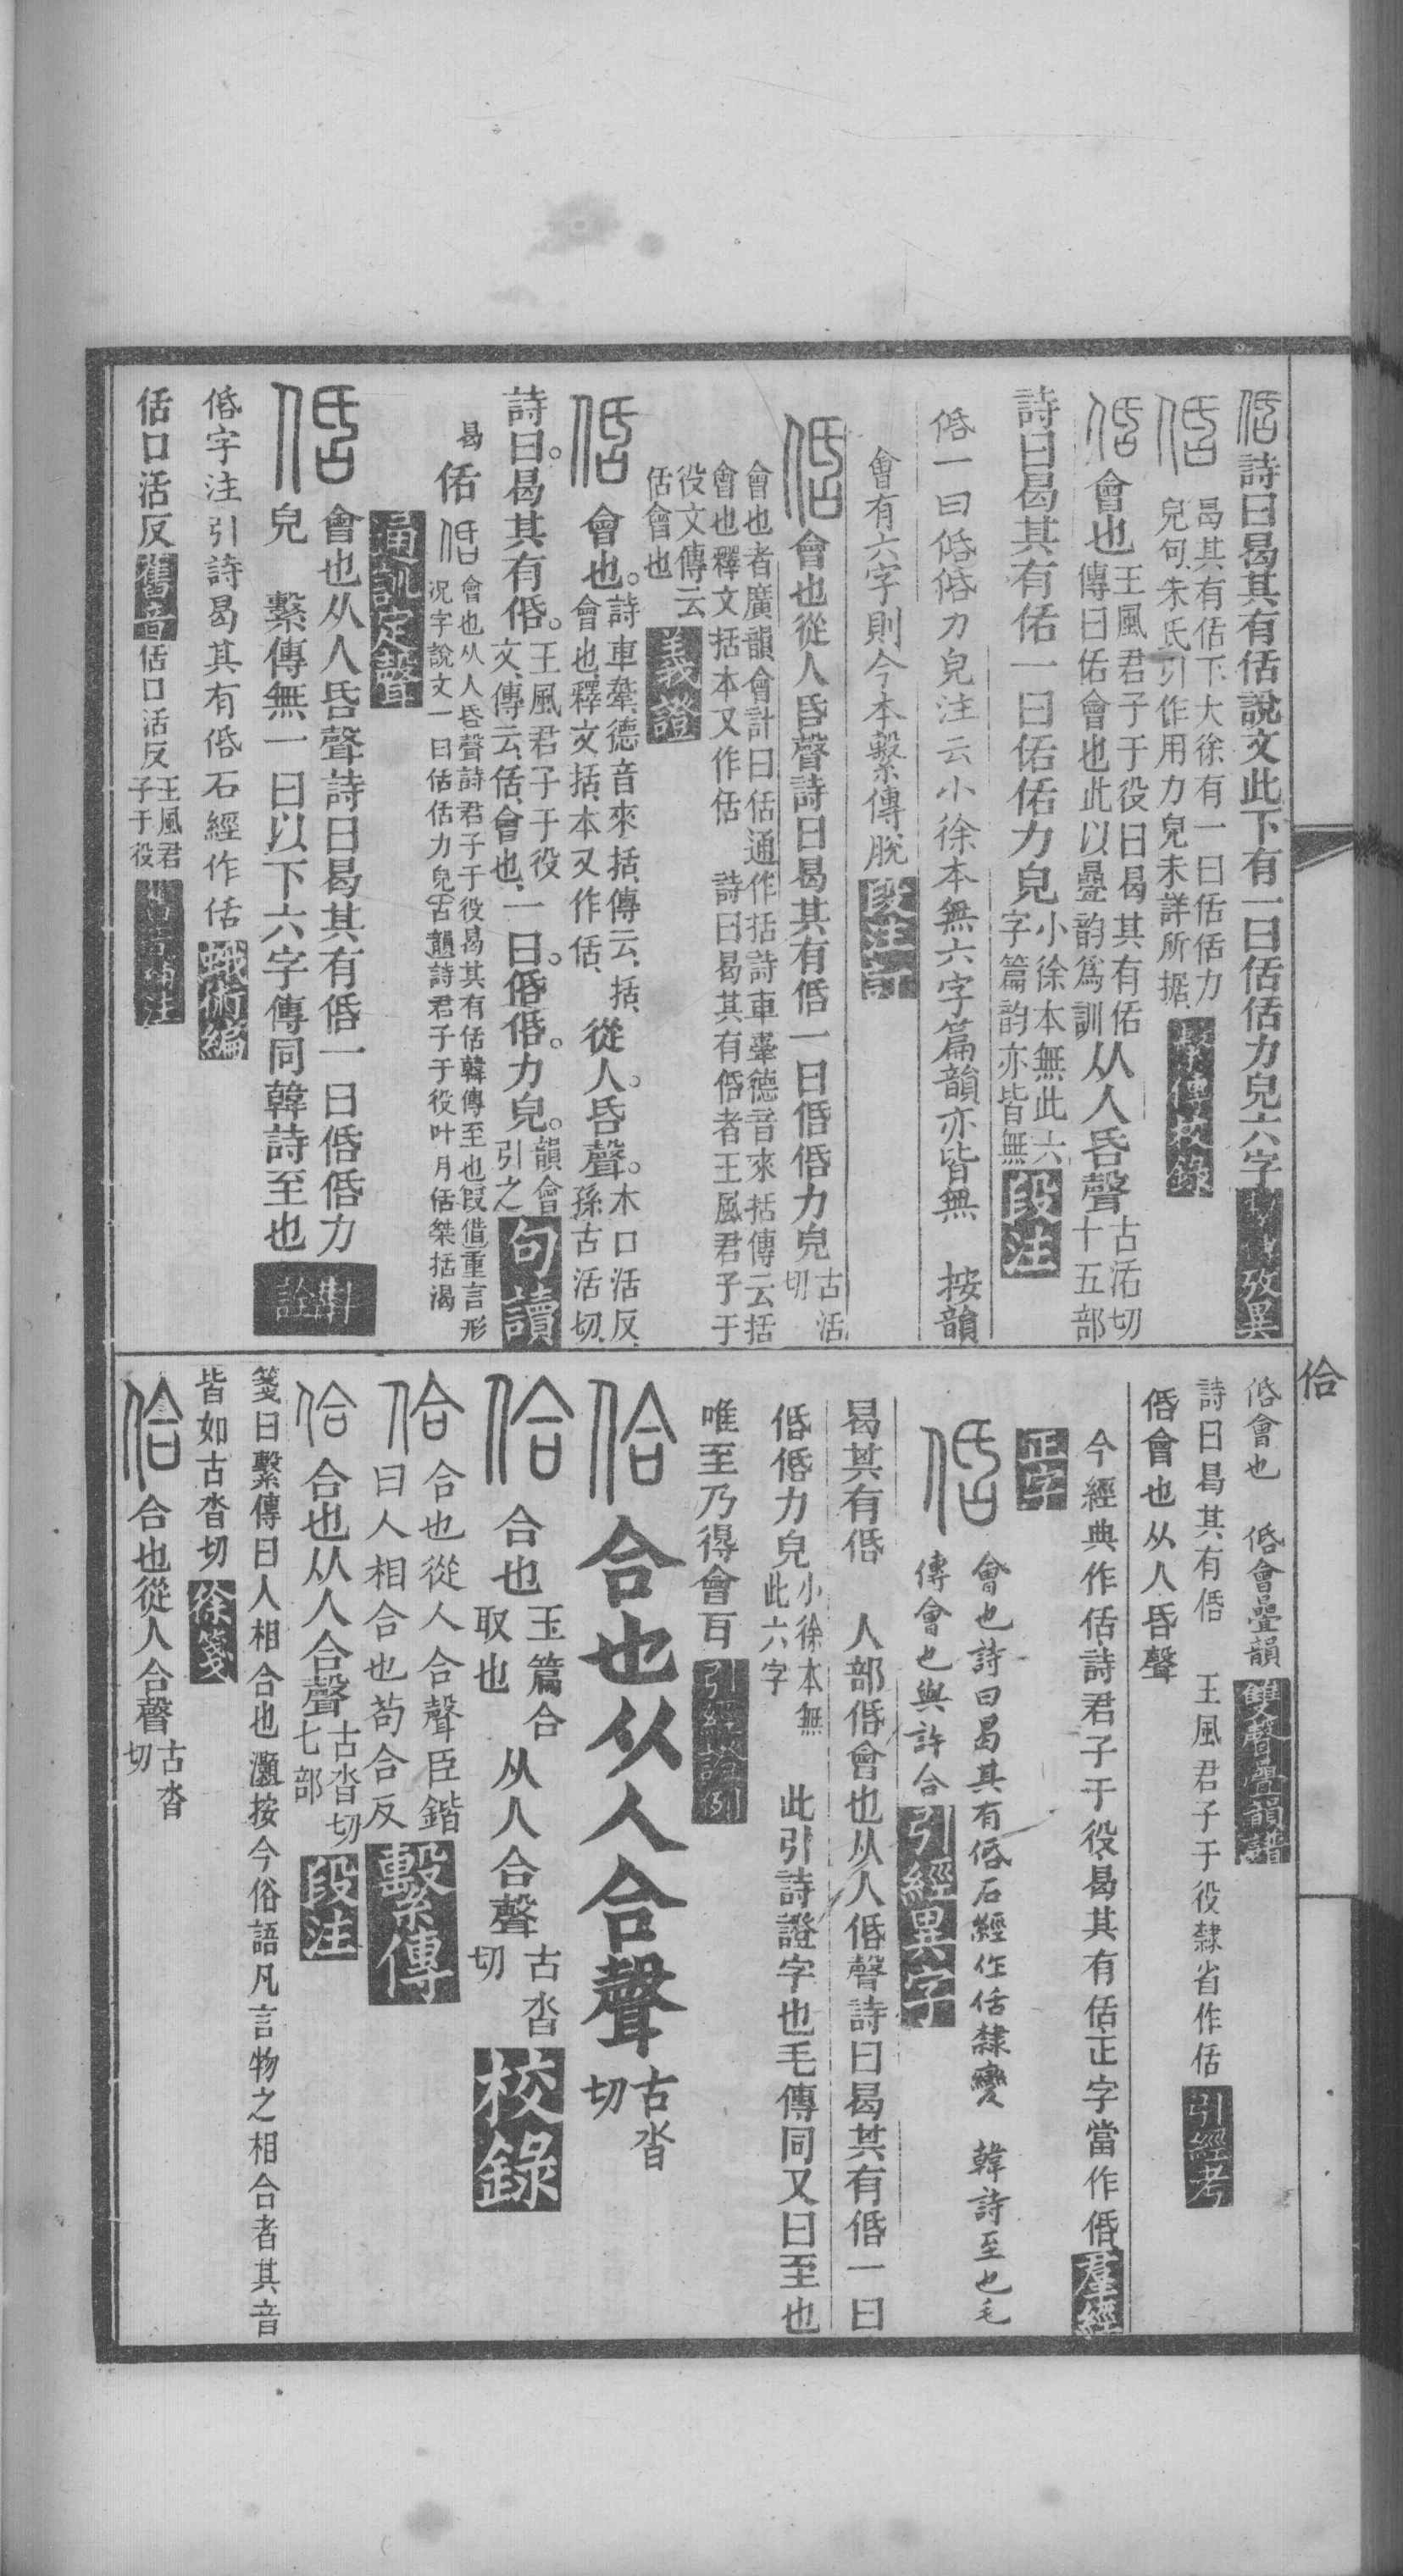 佸詩曰曷其有佸說文此下有一曰佸佸力皃六字
攷異
曷其有佸下大徐有一曰佸佸力
皃句朱氏引作用力皃未詳所據
佸會也
王風君子于役曰曷其有佸
傳曰佸會也此以疊韵爲訓
从人昏聲
古活切
十五部
詩曰曷其有佸一曰佸佸力皃
小徐本無此六
字篇韵亦皆無
段注
佸一曰佸佸力皃注云小徐本無六字篇韻亦皆無 按韻
會有六字則今本繫傳脫
段注訂
佸會也從人昏聲詩曰曷其有佸一曰佸佸力皃
古活
切
會也者廣韻會計曰佸通作括詩車舝德音來括傳云括
會也釋文括本又作佸 詩曰曷其有佸者王風君子于
役文傳云
佸會也
義證
佸會也。
詩車舝、德音來括、傳云、括、
會也、釋文、括、本又作佸、
從人。昏聲。
木口活反、
孫古活切、
詩曰。曷其有佸。
王風君子于役
文、傳云、佸、會也、
一曰。佸佸。力皃。
韻會
引之
句讀
曷
佸
會也从人昏聲詩君子于役曷其有佸韓傳至也叚借重言形
況字說文一曰佸佸力皃古韻詩君子于役叶月佸桀括渴
通訓定聲
佸會也从人昏聲詩曰曷其有佸一曰佸佸力
皃 繫傳無一曰以下六字傳同韓詩至也
斠詮
佸字注引詩曷其有佸石經作佸
蛾術編
佸口活反
舊音
佸口活反
王風君
子于役
佸會也 佸會疊韻
雙聲疊韻譜
詩曰曷其有佸 王風君子于役隸省作佸
引經考
佸會也从人昏聲
今經典作佸詩君子于役曷其有佸正字當作佸
羣經
正字
佸
會也詩曰曷其有佸石經作佸隸變 韓詩至也毛
傳會也與許合
引經異字
曷其有佸 人部佸會也从人昏聲詩曰曷其有佸一曰
佸佸力皃
小徐本無
此六字
此引詩證字也毛傳同又曰至也
唯至乃得會百
引經證例
佮
佮合也从人合聲
古沓
切
佮合也
玉篇合
取也
从人合聲
古沓
切
校錄
佮合也從人合聲臣鍇
曰人相合也苟合反
繫傳
佮合也从人合聲
古沓切
七部
段注
箋曰繫傳曰人相合也灝按今俗語凡言物之相合者其音
皆如古沓切
徐箋
佮合也從人合聲
古沓
切